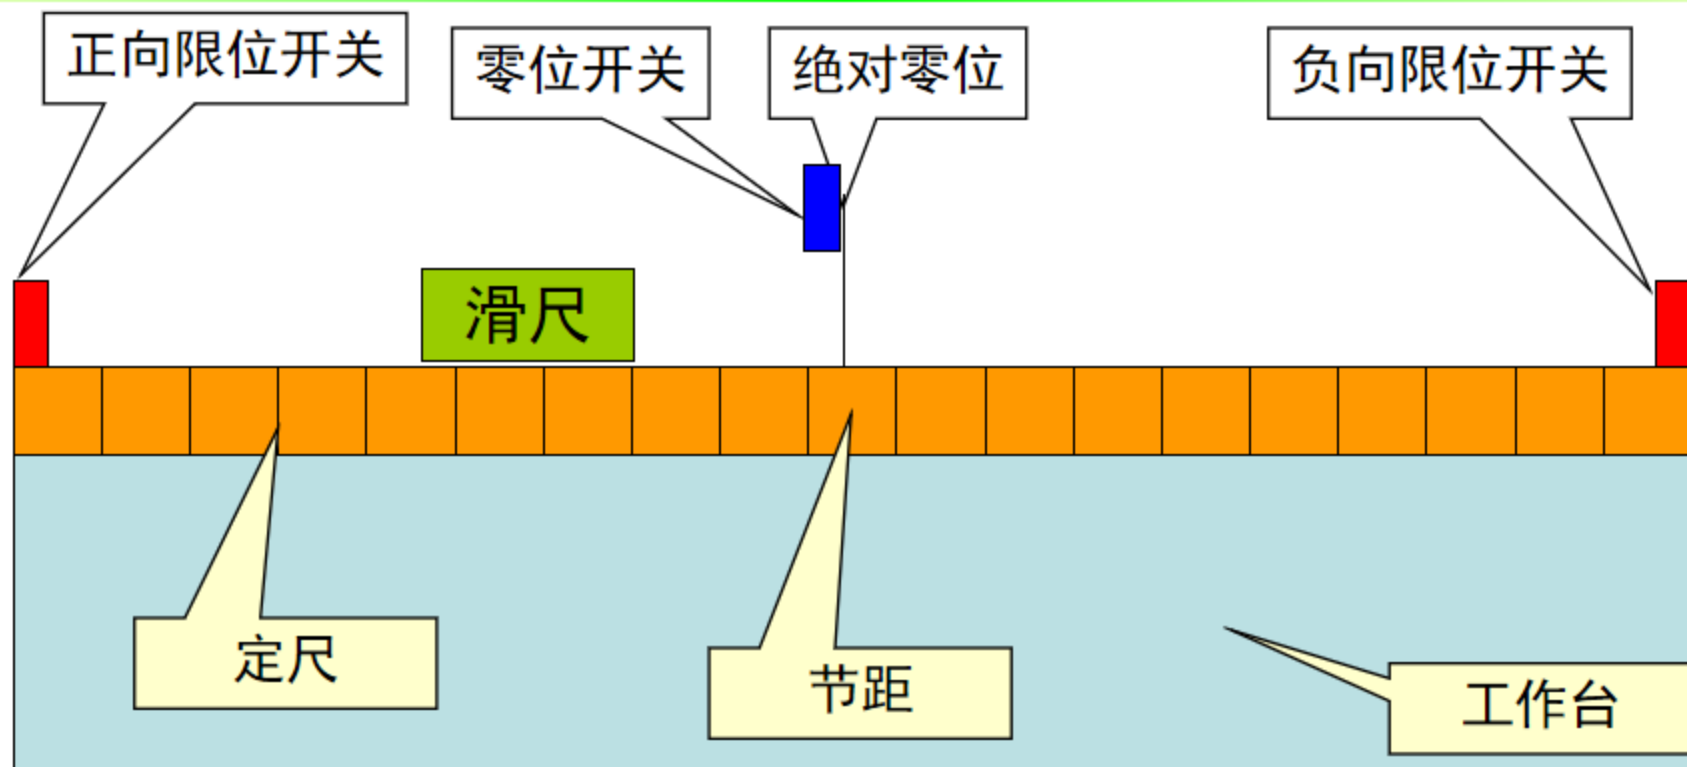 正向限位开关
零位开关
绝对零位
负向限位开关
滑尺
定尺
节距
工作台